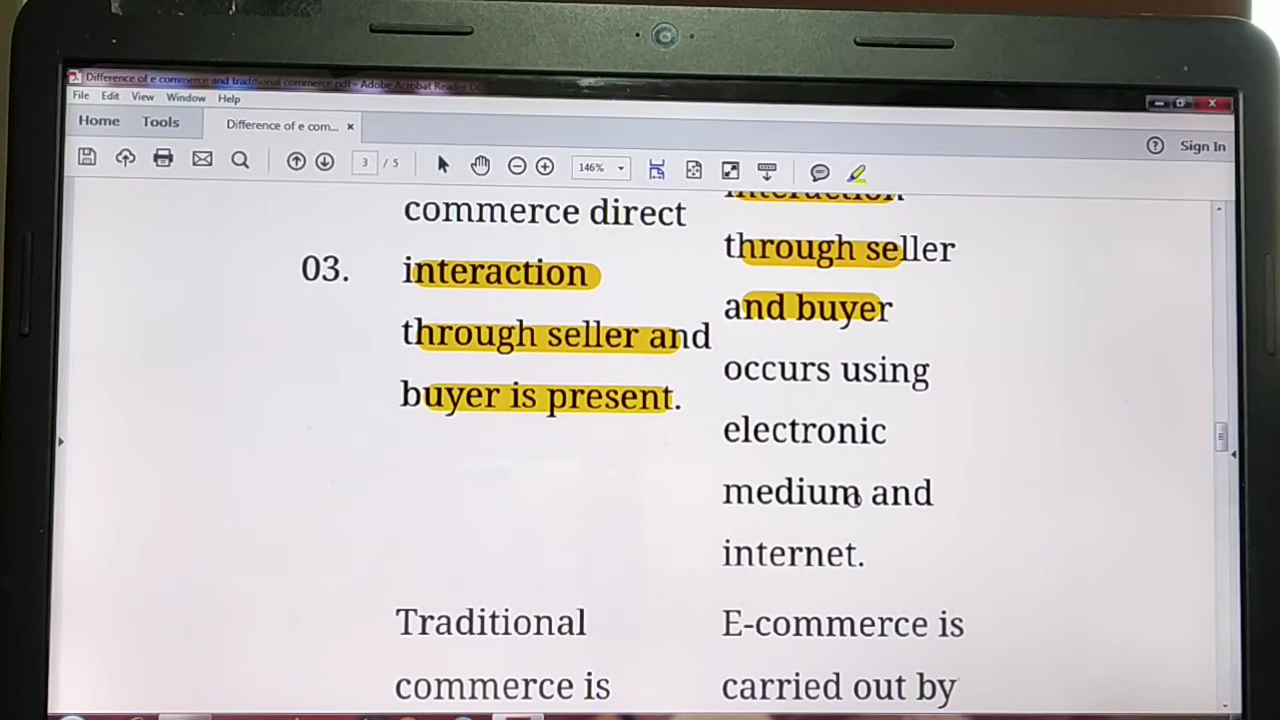 Difference of e commerce and traditional commerce.pdf - Adobe Acrobat Reader
File Edit View Window Help
Home Tools Difference of e com... ×
Sign In
3 / 5
146%
commerce direct
03. interaction
through seller and
buyer is present.
interaction
through seller
and buyer
occurs using
electronic
medium and
internet.
Traditional
commerce is
E-commerce is
carried out by